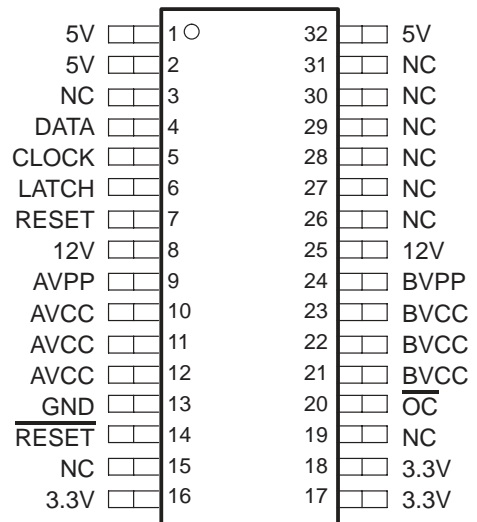 5V 1 32 5V
5V 2 31 NC
NC 3 30 NC
DATA 4 29 NC
CLOCK 5 28 NC
LATCH 6 27 NC
RESET 7 26 NC
12V 8 25 12V
AVPP 9 24 BVPP
AVCC 10 23 BVCC
AVCC 11 22 BVCC
AVCC 12 21 BVCC
GND 13 20 O̅C̅
R̅E̅S̅E̅T̅ 14 19 NC
NC 15 18 3.3V
3.3V 16 17 3.3V